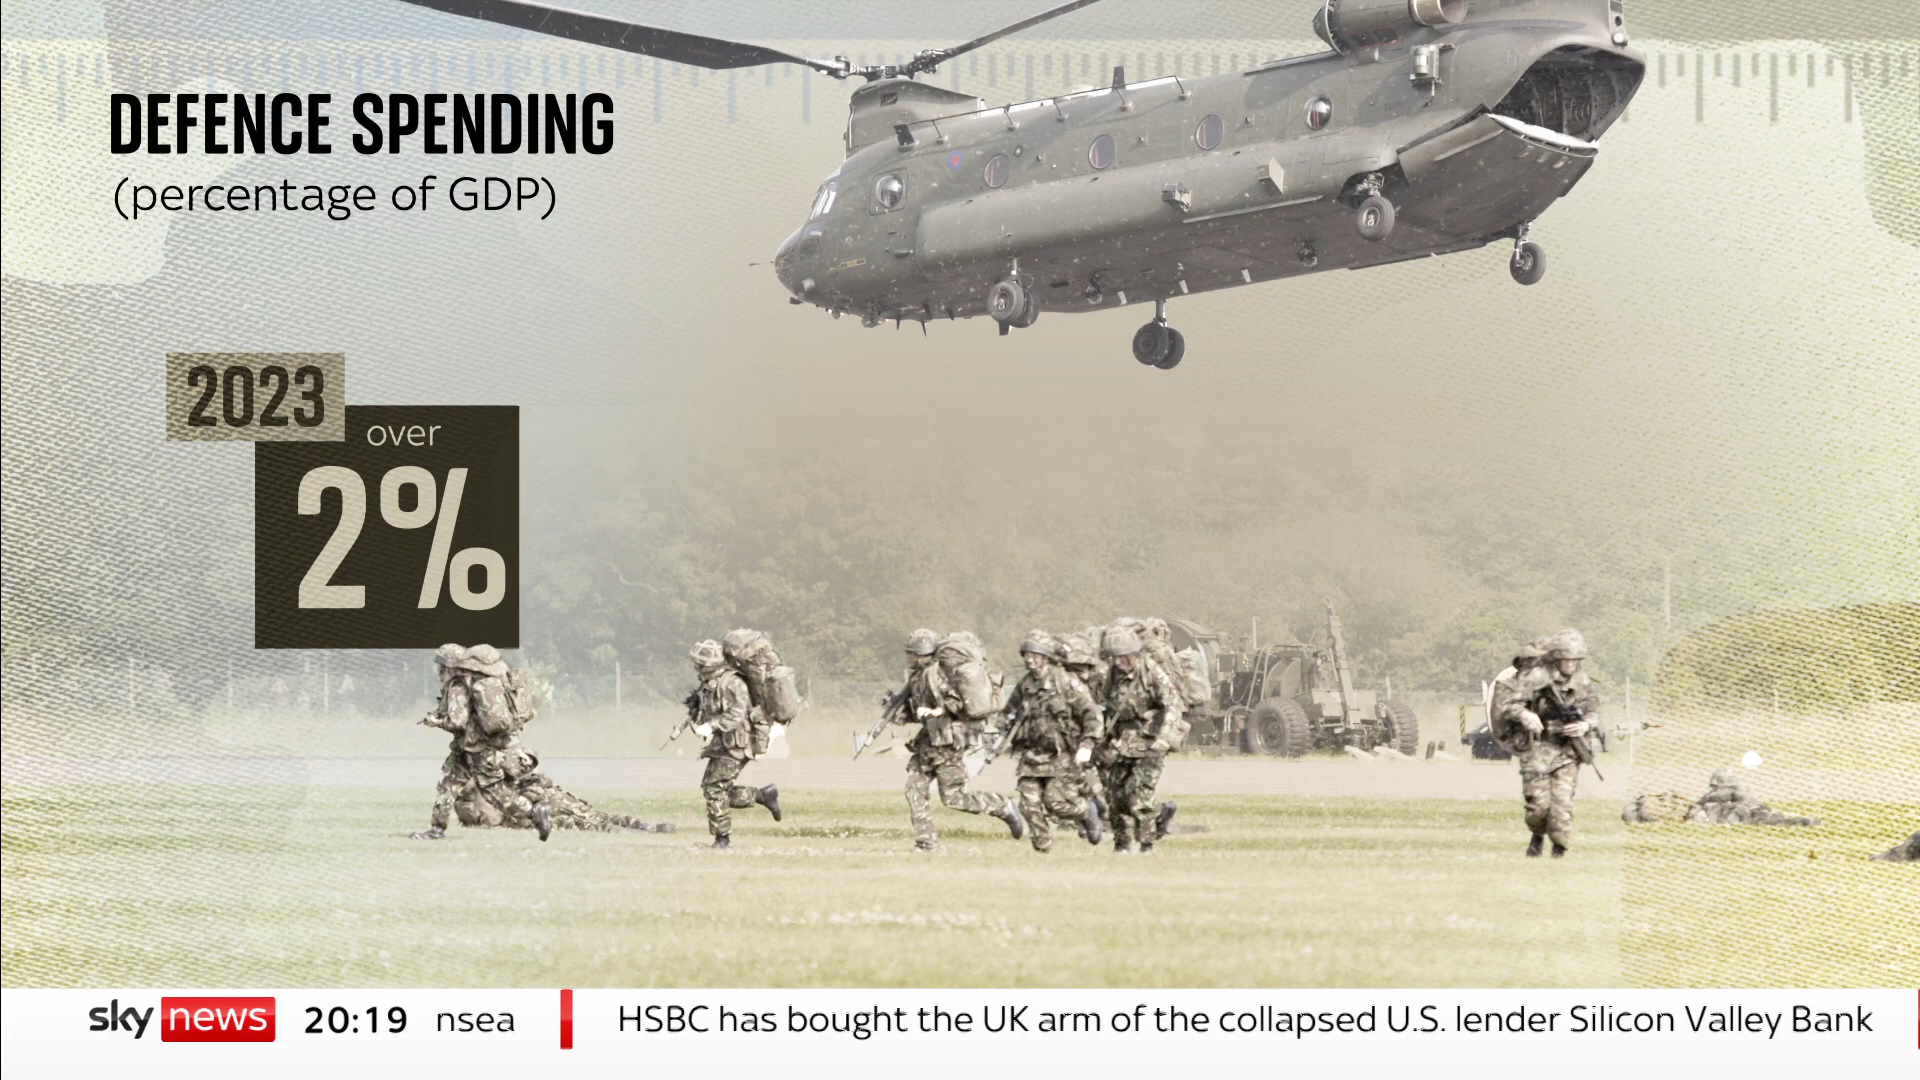 DEFENCE SPENDING
(percentage of GDP)
2023
over
2%
sky news 20:19 nsea HSBC has bought the UK arm of the collapsed U.S. lender Silicon Valley Bank